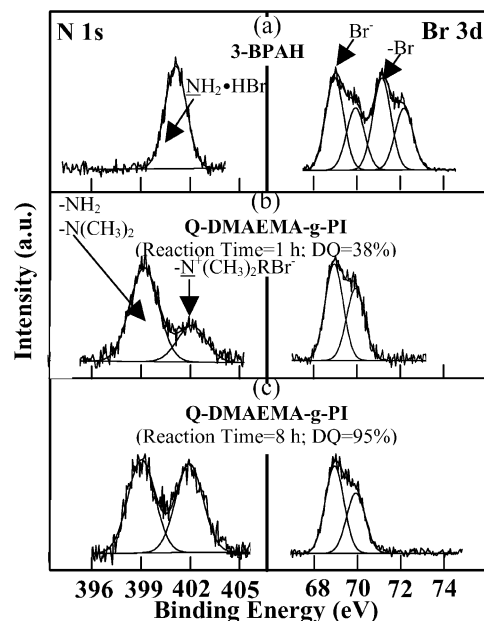 N 1s
(a)
Br 3d
3-BPAH
Br-
-Br
NH2•HBr
(b)
-NH2
-N(CH3)2
Q-DMAEMA-g-PI
(Reaction Time=1 h; DQ=38%)
-N+(CH3)2RBr-
(c)
Q-DMAEMA-g-PI
(Reaction Time=8 h; DQ=95%)
Intensity (a.u.)
396 399 402 405 68 70 72 74
Binding Energy (eV)